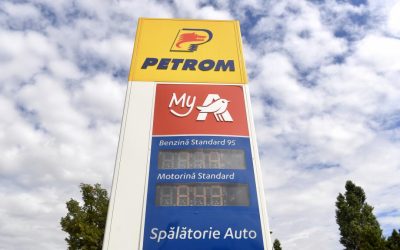 PETROM
My
Benzină Standard 95
Motorină Standard
Spălătorie Auto